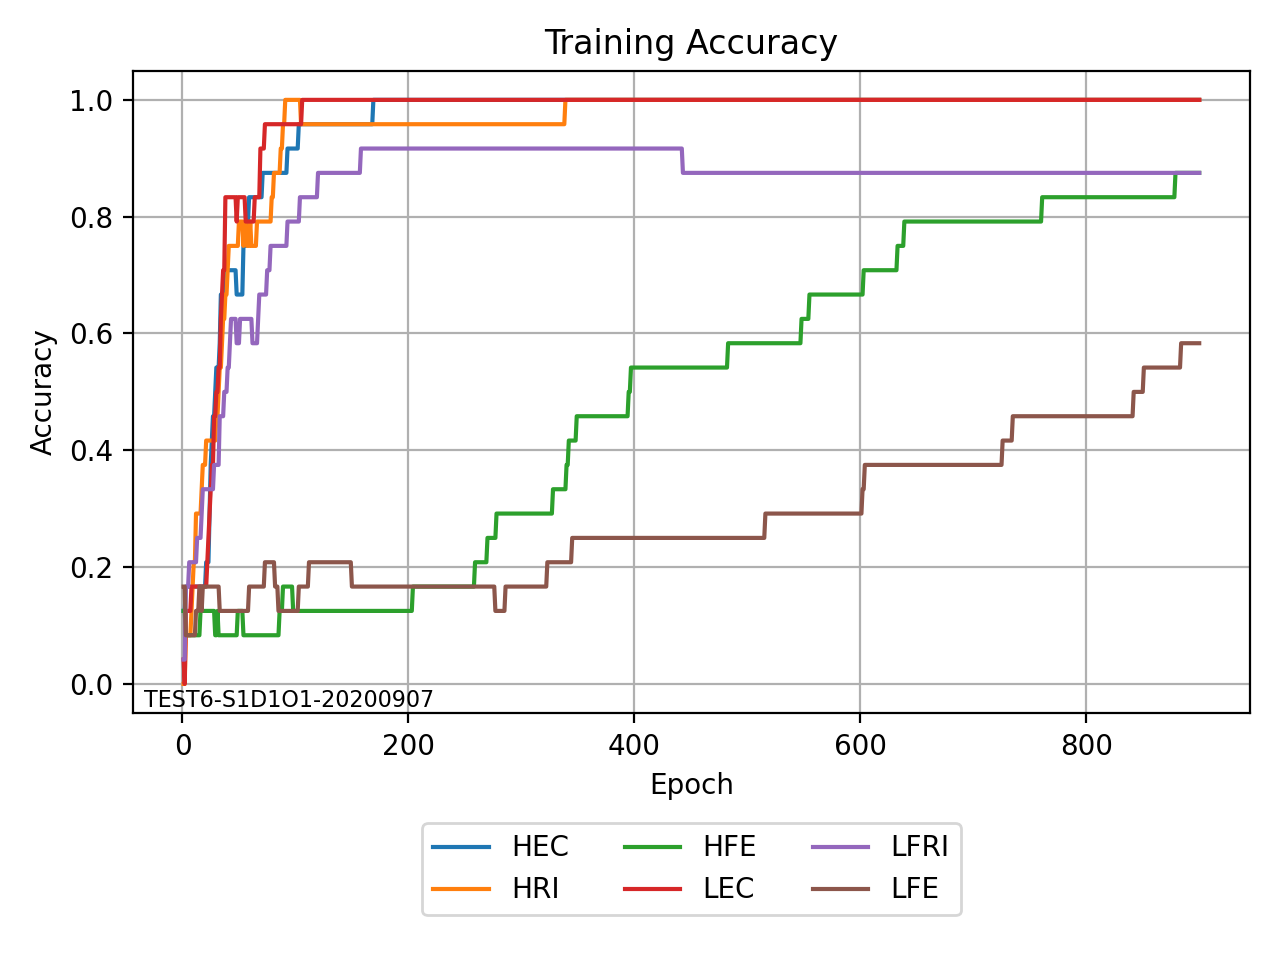 Training Accuracy
1.0
0.8
0.6
0.4
0.2
0.0
Accuracy
TEST6-S1D1O1-20200907
0 200 400 600 800
Epoch
HEC HFE LFRI
HRI LEC LFE